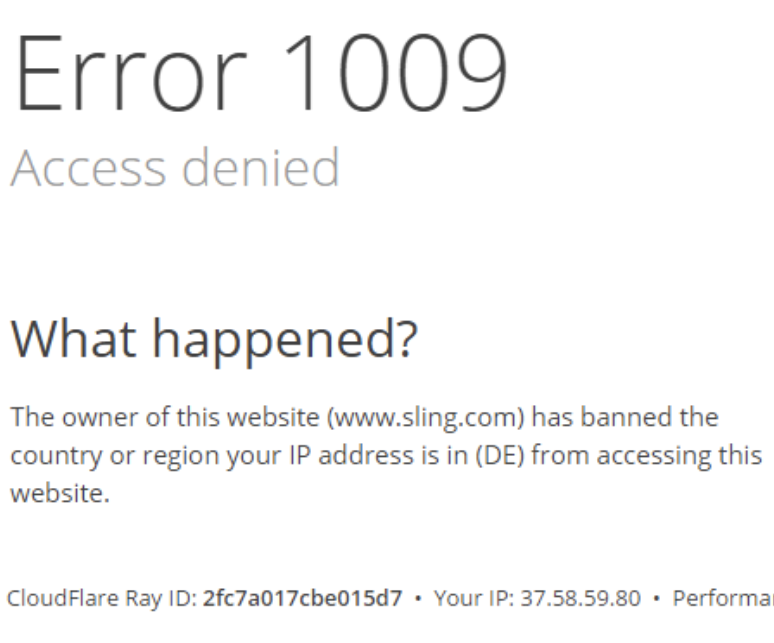 Error 1009
Access denied
What happened?
The owner of this website (www.sling.com) has banned the
country or region your IP address is in (DE) from accessing this
website.
CloudFlare Ray ID: 2fc7a017cbe015d7 • Your IP: 37.58.59.80 •